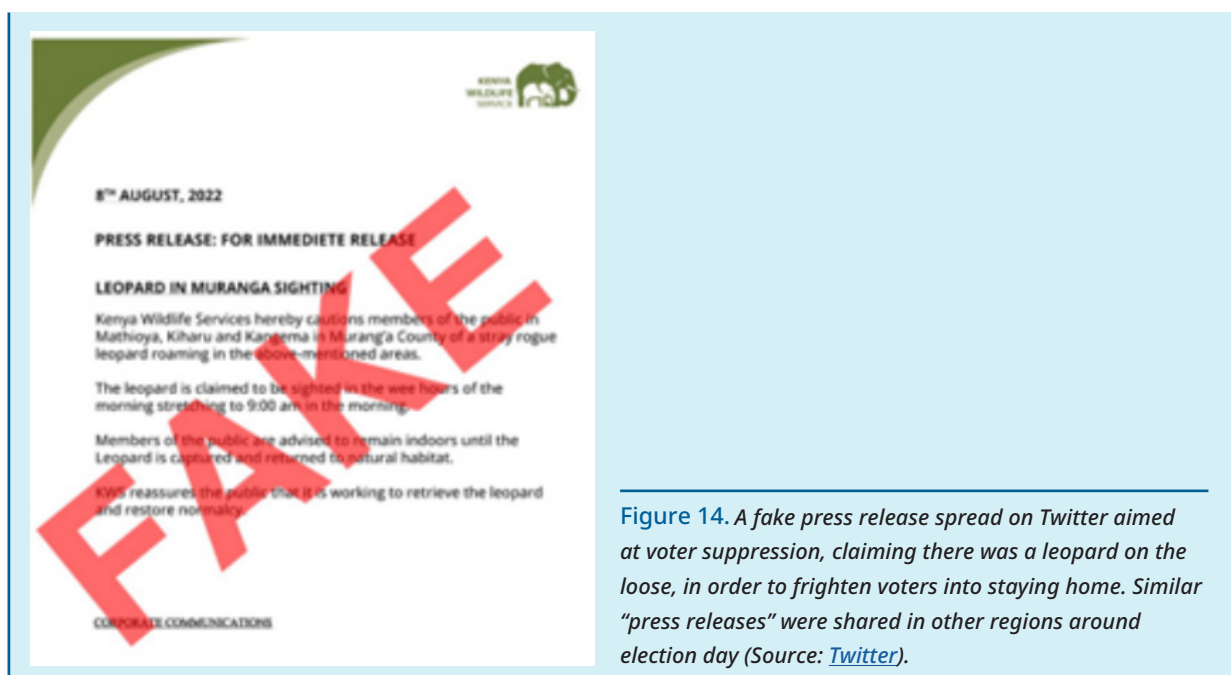 KENYA
WILDLIFE
SERVICE
8TH AUGUST, 2022
PRESS RELEASE: FOR IMMEDIETE RELEASE
LEOPARD IN MURANGA SIGHTING
Kenya Wildlife Services hereby cautions members of the public in
Mathioya, Kiharu and Kangema in Murang'a County of a stray rogue
leopard roaming in the above-mentioned areas.
The leopard is claimed to be sighted in the wee hours of the
morning stretching to 9:00 am in the morning.
Members of the public are advised to remain indoors until the
Leopard is captured and returned to natural habitat.
KWS reassures the public that it is working to retrieve the leopard
and restore normalcy.
CORPORATE COMMUNICATIONS
FAKE
Figure 14. A fake press release spread on Twitter aimed
at voter suppression, claiming there was a leopard on the
loose, in order to frighten voters into staying home. Similar
“press releases” were shared in other regions around
election day (Source: Twitter).